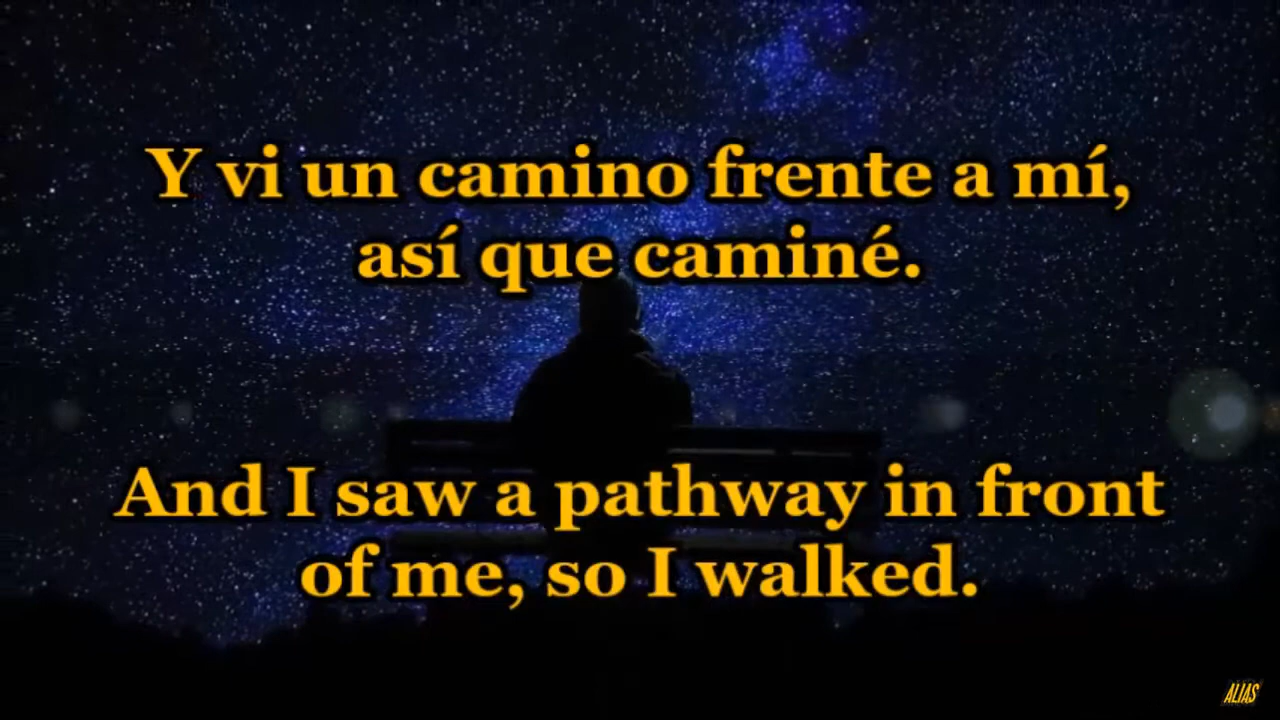 Y vi un camino frente a mí,
así que caminé.
And I saw a pathway in front
of me, so I walked.
ALIAS